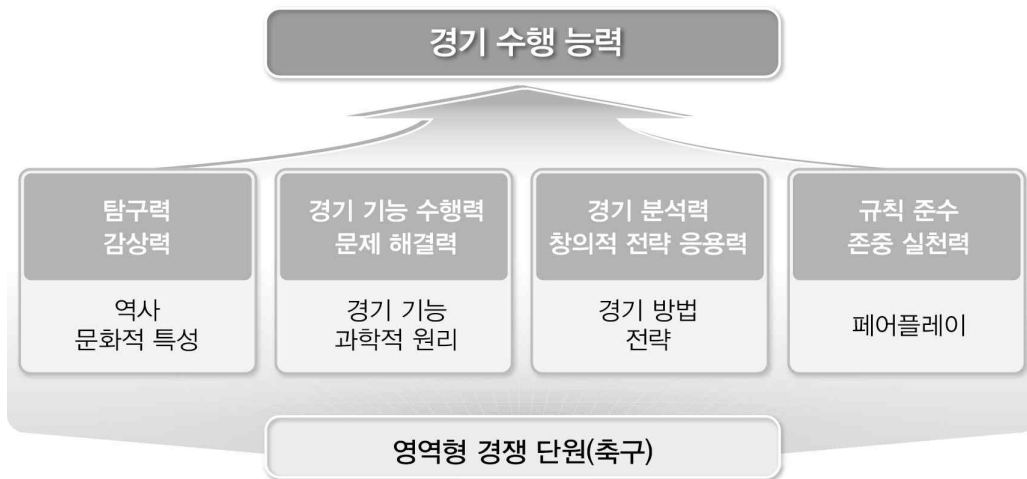 경기 수행 능력
탐구력
감상력
역사
문화적 특성
경기 기능 수행력
문제 해결력
경기 기능
과학적 원리
경기 분석력
창의적 전략 응용력
경기 방법
전략
규칙 준수
존중 실천력
페어플레이
영역형 경쟁 단원(축구)